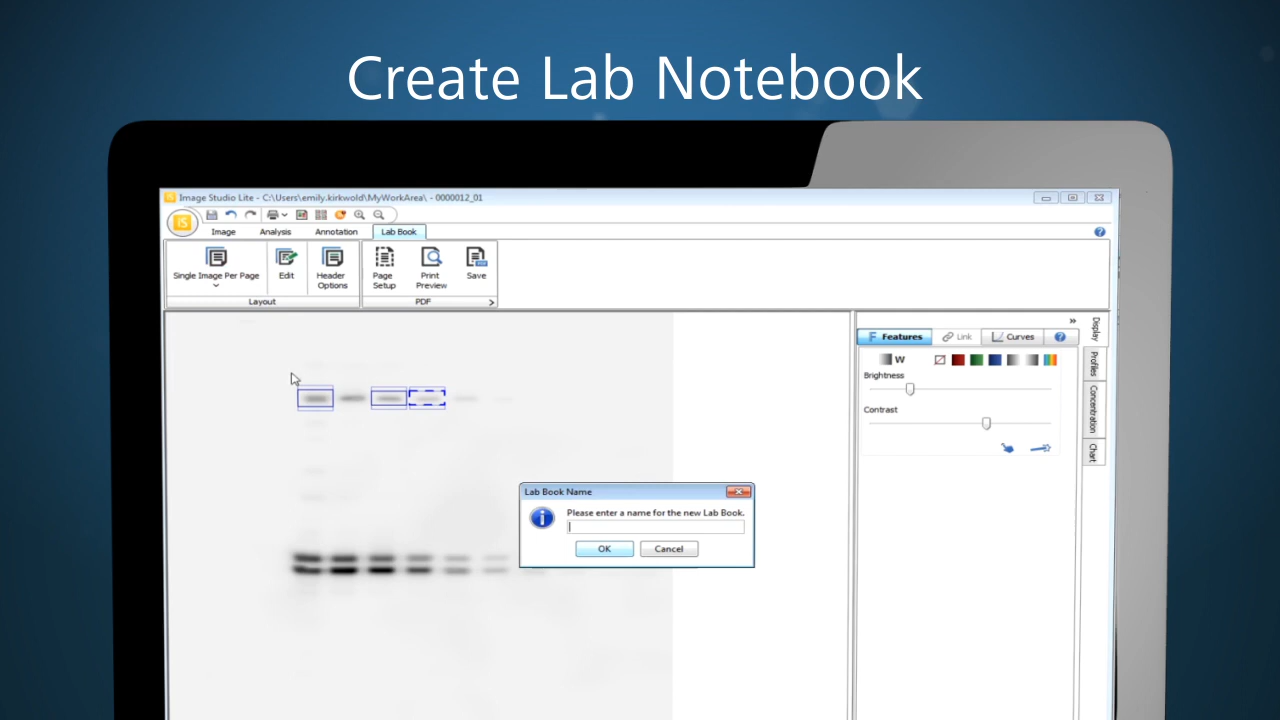 Create Lab Notebook
Image Studio Lite - C:\Users\emily.kirkwold\MyWorkArea\ - 0000012_01
Image Analysis Annotation Lab Book
Single Image Per Page
Edit
Header Options
Page Setup
Print Preview
Save
Layout
PDF
Features
Link
Curves
Display
W
Profiles
Brightness
Concentration
Contrast
Chart
Lab Book Name
Please enter a name for the new Lab Book.
OK
Cancel